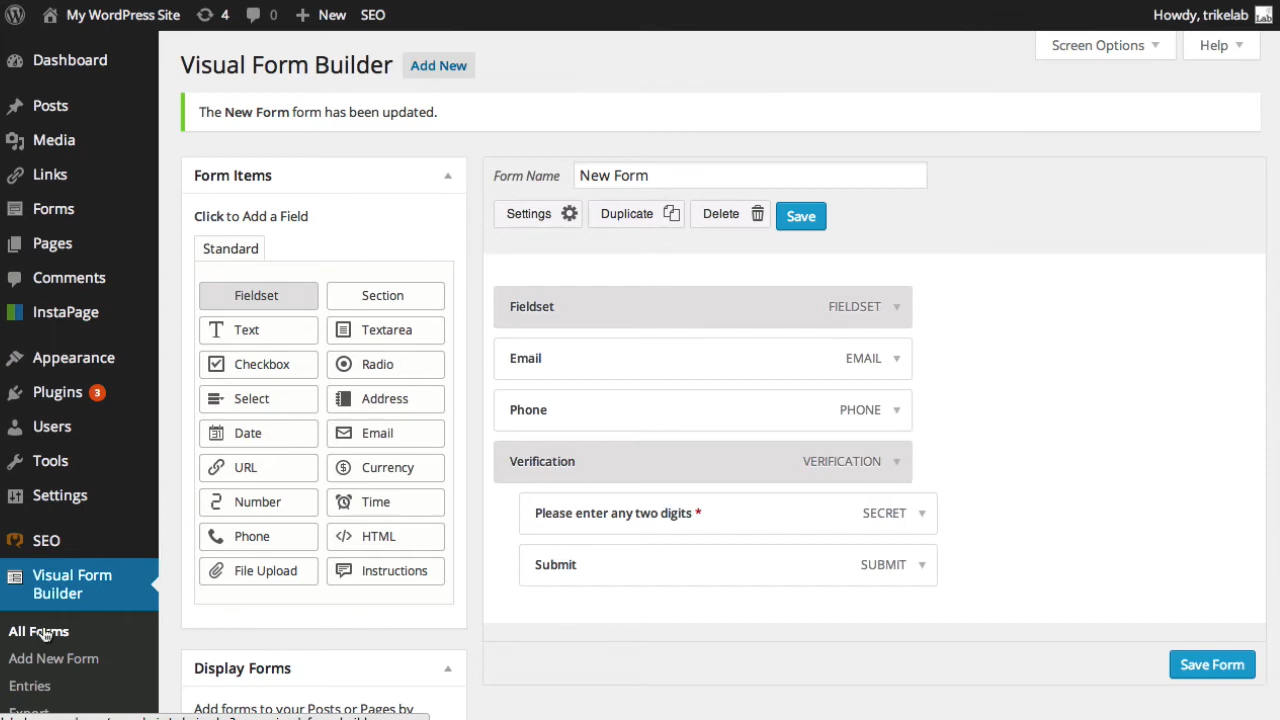 My WordPress Site 4 0 New SEO Howdy, trikelab
Lab
Dashboard
Posts
Media
Links
Forms
Pages
Comments
InstaPage
Appearance
Plugins 3
Users
Tools
Settings
SEO
Visual Form
Builder
All Forms
Add New Form
Entries
Export
Screen Options Help
Visual Form Builder Add New
The New Form form has been updated.
Form Items
Click to Add a Field
Standard
Fieldset Section
Text Textarea
Checkbox Radio
Select Address
Date Email
URL Currency
Number Time
Phone HTML
File Upload Instructions
Display Forms
Add forms to your Posts or Pages by
Form Name New Form
Settings Duplicate Delete Save
Fieldset FIELDSET
Email EMAIL
Phone PHONE
Verification VERIFICATION
Please enter any two digits * SECRET
Submit SUBMIT
Save Form